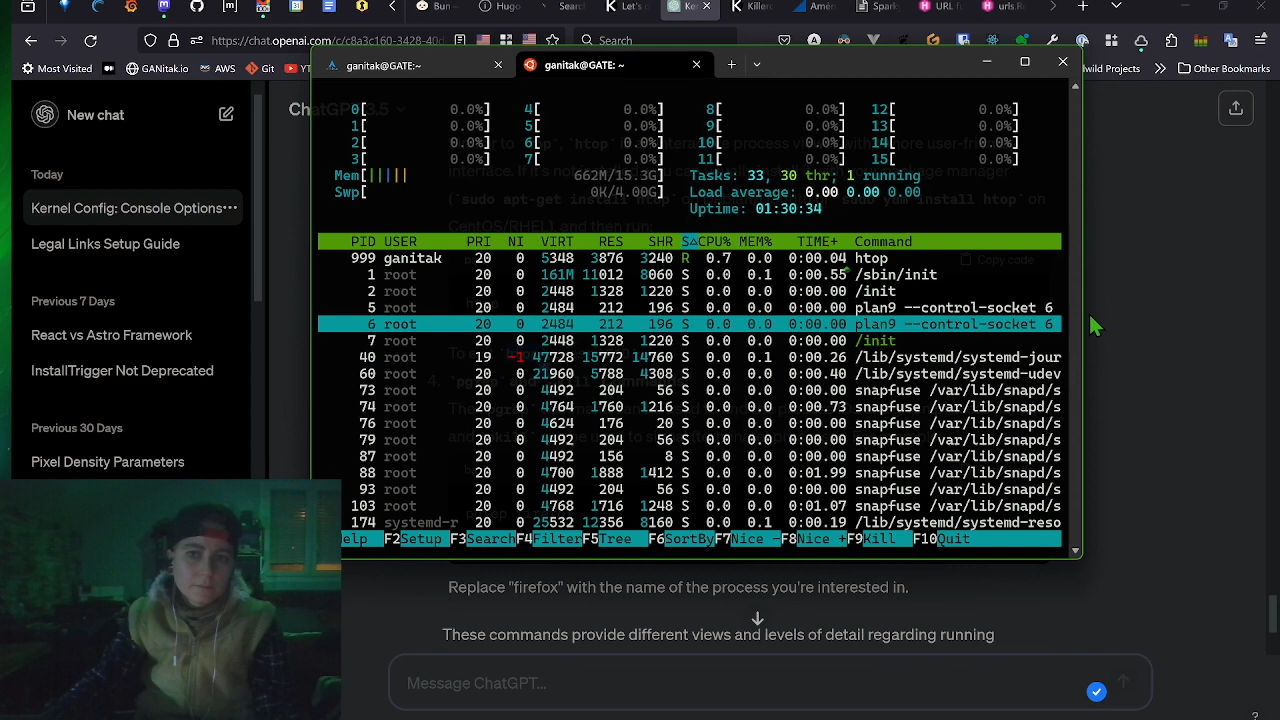 Bun
Hugo
Search
Let's
Ke
Killerc
Amén
Spark
URL fu
urls.Re
https://chat.openai.com/c/a8a3c160-3428-40d
Search
Most Visited
GANitak.io
AWS
Git
YT
wild Projects
Other Bookmarks
ganitak@GATE:~
ganitak@GATE: ~
New chat
ChatGPT 3.5
Today
Kernel Config: Console Options
Legal Links Setup Guide
Previous 7 Days
React vs Astro Framework
InstallTrigger Not Deprecated
Previous 30 Days
Pixel Density Parameters
0[ 0.0%] 4[ 0.0%] 8[ 0.0%] 12[ 0.0%]
1[ 0.0%] 5[ 0.0%] 9[ 0.0%] 13[ 0.0%]
2[ 0.0%] 6[ 0.0%] 10[ 0.0%] 14[ 0.0%]
3[ 0.0%] 7[ 0.0%] 11[ 0.0%] 15[ 0.0%]
Mem[||||| 662M/15.3G] Tasks: 33, 30 thr; 1 running
Swp[ 0K/4.00G] Load average: 0.00 0.00 0.00
Uptime: 01:30:34
PID USER PRI NI VIRT RES SHR S△CPU% MEM% TIME+ Command
999 ganitak 20 0 5348 3876 3240 R 0.7 0.0 0:00.04 htop
1 root 20 0 161M 11012 8060 S 0.0 0.1 0:00.55 /sbin/init
2 root 20 0 2448 1328 1220 S 0.0 0.0 0:00.00 /init
5 root 20 0 2484 212 196 S 0.0 0.0 0:00.00 plan9 --control-socket 6
6 root 20 0 2484 212 196 S 0.0 0.0 0:00.00 plan9 --control-socket 6
7 root 20 0 2448 1328 1220 S 0.0 0.0 0:00.00 /init
40 root 19 -1 47728 15772 14760 S 0.0 0.1 0:00.26 /lib/systemd/systemd-jour
60 root 20 0 21960 5788 4308 S 0.0 0.0 0:00.40 /lib/systemd/systemd-udev
73 root 20 0 4492 204 56 S 0.0 0.0 0:00.00 snapfuse /var/lib/snapd/s
74 root 20 0 4764 1760 1216 S 0.0 0.0 0:00.73 snapfuse /var/lib/snapd/s
76 root 20 0 4624 176 20 S 0.0 0.0 0:00.00 snapfuse /var/lib/snapd/s
79 root 20 0 4492 204 56 S 0.0 0.0 0:00.00 snapfuse /var/lib/snapd/s
87 root 20 0 4492 156 8 S 0.0 0.0 0:00.00 snapfuse /var/lib/snapd/s
88 root 20 0 4700 1888 1412 S 0.0 0.0 0:01.99 snapfuse /var/lib/snapd/s
93 root 20 0 4492 204 56 S 0.0 0.0 0:00.00 snapfuse /var/lib/snapd/s
103 root 20 0 4768 1716 1248 S 0.0 0.0 0:01.07 snapfuse /var/lib/snapd/s
174 systemd-r 20 0 25532 12356 8160 S 0.0 0.1 0:00.19 /lib/systemd/systemd-reso
elp F2Setup F3Search F4Filter F5Tree F6SortBy F7Nice - F8Nice + F9Kill F10Quit
Copy code
Replace "firefox" with the name of the process you're interested in.
These commands provide different views and levels of detail regarding running
Message ChatGPT...
?